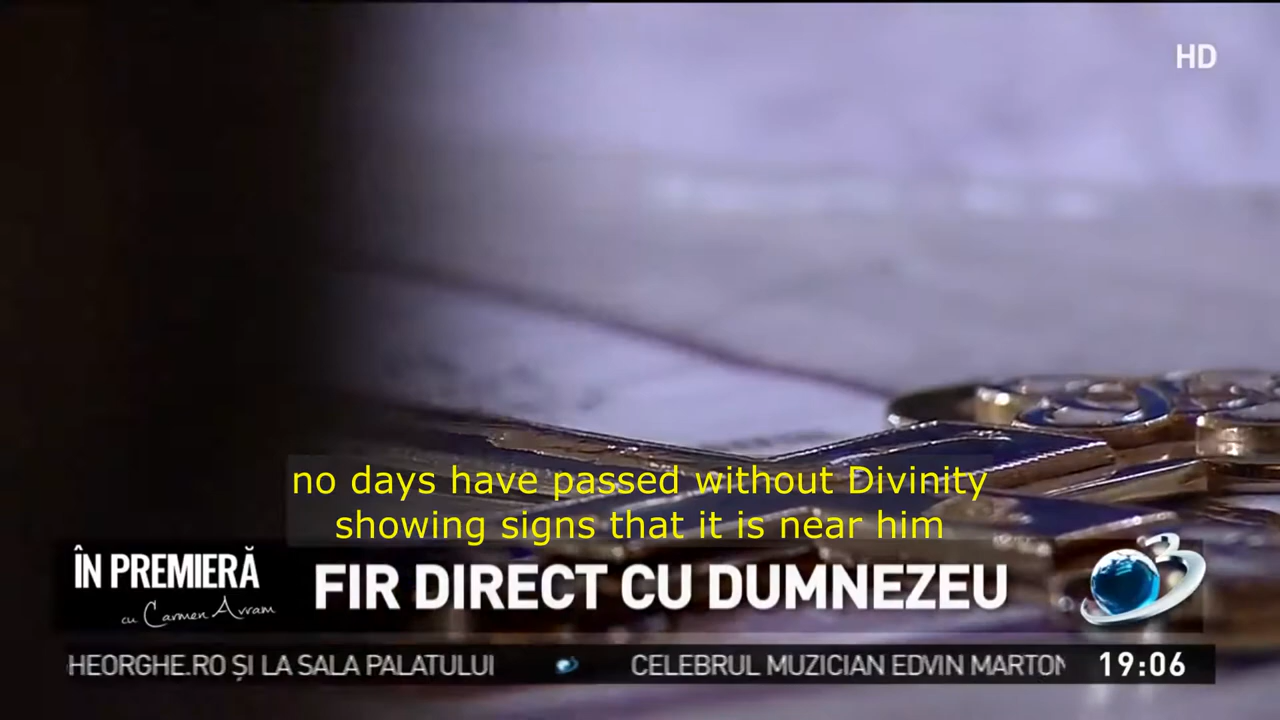 HD
no days have passed without Divinity
showing signs that it is near him
ÎN PREMIERĂ
cu Carmen Avram
FIR DIRECT CU DUMNEZEU
3
HEORGHE.RO ȘI LA SALA PALATULUI
CELEBRUL MUZICIAN EDVIN MARTON
19:06